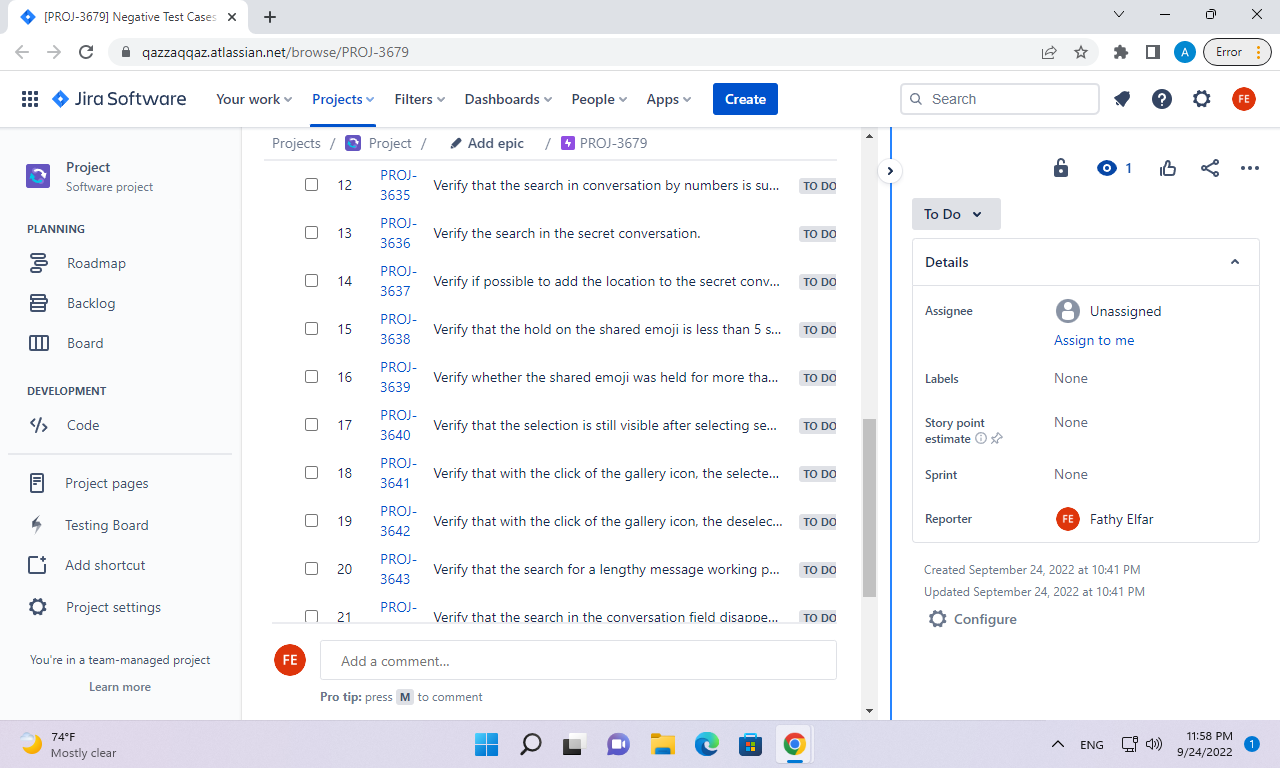 [PROJ-3679] Negative Test Cases
qazzaqqaz.atlassian.net/browse/PROJ-3679
A
Error
Jira Software
Your work
Projects
Filters
Dashboards
People
Apps
Create
Search
FE
Project
Software project
PLANNING
Roadmap
Backlog
Board
DEVELOPMENT
Code
Project pages
Testing Board
Add shortcut
Project settings
You're in a team-managed project
Learn more
Projects / Project / Add epic / PROJ-3679
12 PROJ-3635 Verify that the search in conversation by numbers is su... TO DO
13 PROJ-3636 Verify the search in the secret conversation. TO DO
14 PROJ-3637 Verify if possible to add the location to the secret conv... TO DO
15 PROJ-3638 Verify that the hold on the shared emoji is less than 5 s... TO DO
16 PROJ-3639 Verify whether the shared emoji was held for more tha... TO DO
17 PROJ-3640 Verify that the selection is still visible after selecting se... TO DO
18 PROJ-3641 Verify that with the click of the gallery icon, the selecte... TO DO
19 PROJ-3642 Verify that with the click of the gallery icon, the deselec... TO DO
20 PROJ-3643 Verify that the search for a lengthy message working p... TO DO
21 PROJ- Verify that the search in the conversation field disappe... TO DO
FE
Add a comment...
Pro tip: press M to comment
1
To Do
Details
Assignee
Unassigned
Assign to me
Labels
None
Story point estimate
None
Sprint
None
Reporter
FE Fathy Elfar
Created September 24, 2022 at 10:41 PM
Updated September 24, 2022 at 10:41 PM
Configure
74°F
Mostly clear
ENG
11:58 PM
9/24/2022
1